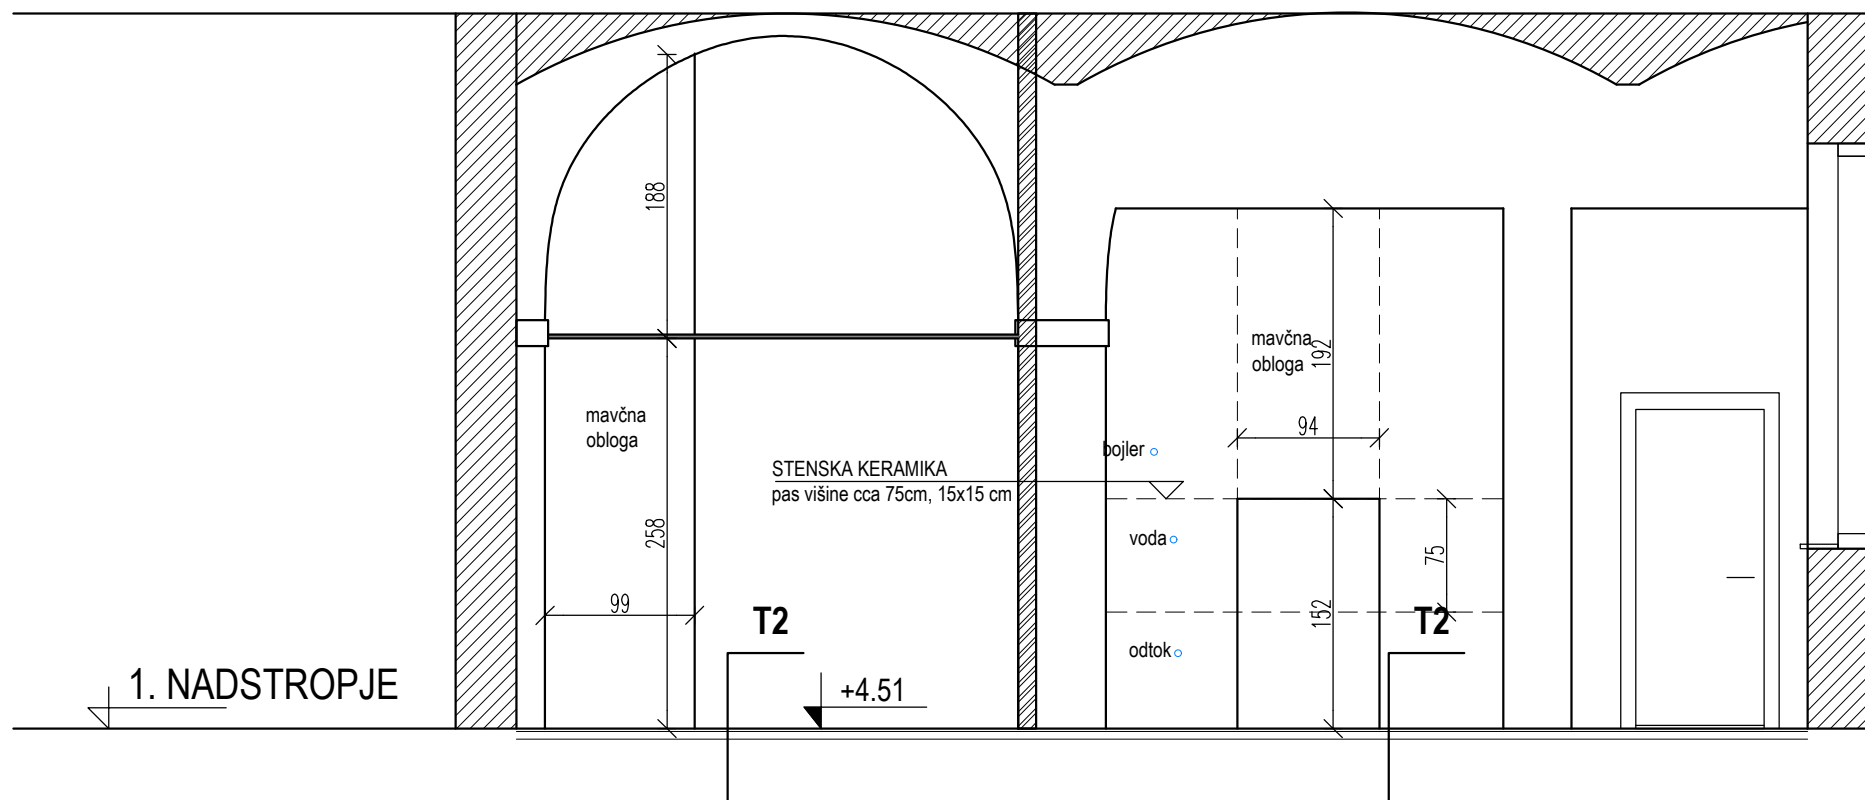 188
mavčna
obloga
192
94
mavčna
obloga
bojler
STENSKA KERAMIKA
pas višine cca 75cm, 15x15 cm
258
voda
75
99
T2
152
T2
odtok
1. NADSTROPJE
+4.51